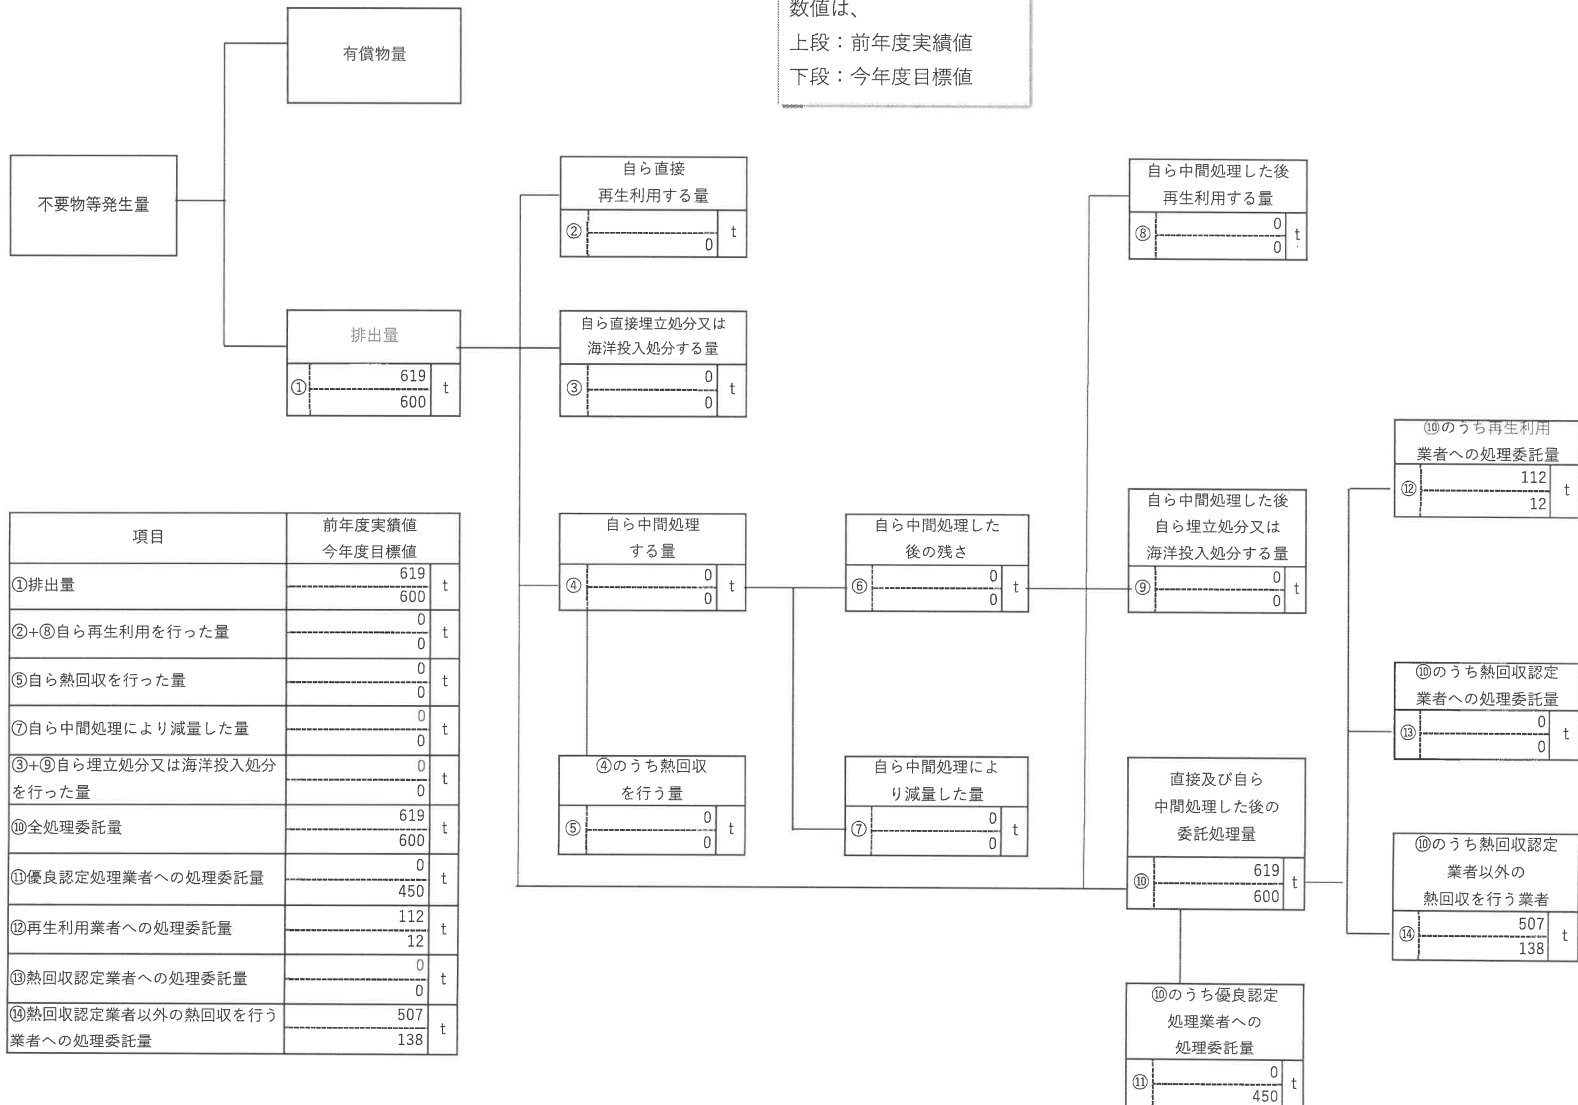 数値は、
上段：前年度実績値
下段：今年度目標値
有償物量
不要物等発生量
排出量
①
619
600
t
自ら直接
再生利用する量
②
0
t
自ら直接埋立処分又は
海洋投入処分する量
③
0
0
t
自ら中間処理した後
再生利用する量
⑧
0
0
t
自ら中間処理
する量
④
0
0
t
自ら中間処理した
後の残さ
⑥
0
0
t
自ら中間処理した後
自ら埋立処分又は
海洋投入処分する量
⑨
0
0
t
⑩のうち再生利用
業者への処理委託量
⑫
112
12
t
⑩のうち熱回収認定
業者への処理委託量
⑬
0
0
t
④のうち熱回収
を行う量
⑤
0
0
t
自ら中間処理によ
り減量した量
⑦
0
0
t
直接及び自ら
中間処理した後の
委託処理量
⑩
619
600
t
⑩のうち熱回収認定
業者以外の
熱回収を行う業者
⑭
507
138
t
⑩のうち優良認定
処理業者への
処理委託量
⑪
0
450
t
項目
前年度実績値
今年度目標値
①排出量
619
600
t
②+⑧自ら再生利用を行った量
0
0
t
⑤自ら熱回収を行った量
0
0
t
⑦自ら中間処理により減量した量
0
0
t
③+⑨自ら埋立処分又は海洋投入処分
を行った量
0
0
t
⑩全処理委託量
619
600
t
⑪優良認定処理業者への処理委託量
0
450
t
⑫再生利用業者への処理委託量
112
12
t
⑬熱回収認定業者への処理委託量
0
0
t
⑭熱回収認定業者以外の熱回収を行う
業者への処理委託量
507
138
t